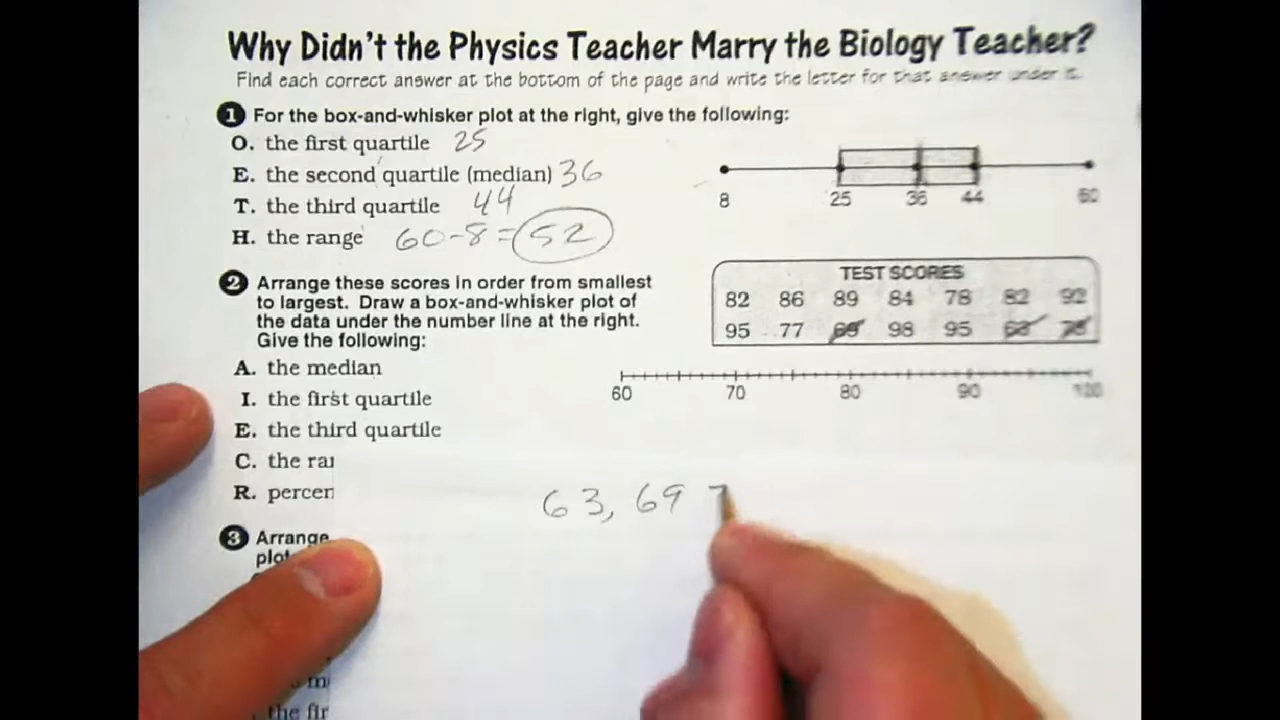 Why Didn't the Physics Teacher Marry the Biology Teacher?
Find each correct answer at the bottom of the page and write the letter for that answer under it.
1 For the box-and-whisker plot at the right, give the following:
O. the first quartile 25
E. the second quartile (median) 36
T. the third quartile 44
H. the range 60-8=52
8 25 36 44 60
2 Arrange these scores in order from smallest
to largest. Draw a box-and-whisker plot of
the data under the number line at the right.
Give the following:
A. the median
I. the first quartile
E. the third quartile
C. the ran
R. percen
TEST SCORES
82 86 89 84 78 82 92
95 77 69 98 95 63
60 70 80 90 100
63, 69 7
3 Arrange
plot
m
the fir